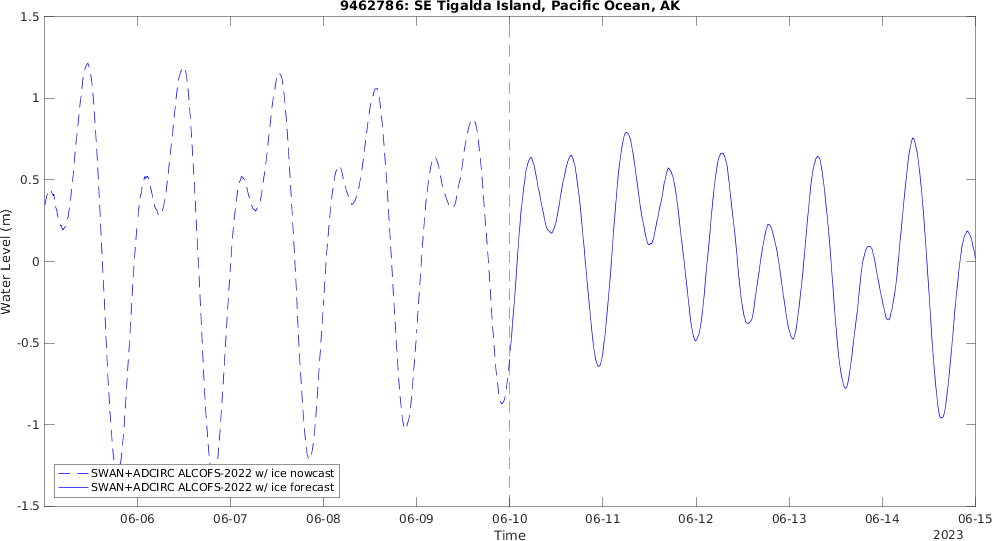 9462786: SE Tigalda Island, Pacific Ocean, AK
1.5
1
0.5
0
-0.5
-1
-1.5
Water Level (m)
SWAN+ADCIRC ALCOFS-2022 w/ ice nowcast
SWAN+ADCIRC ALCOFS-2022 w/ ice forecast
06-06 06-07 06-08 06-09 06-10 06-11 06-12 06-13 06-14 06-15
Time
2023